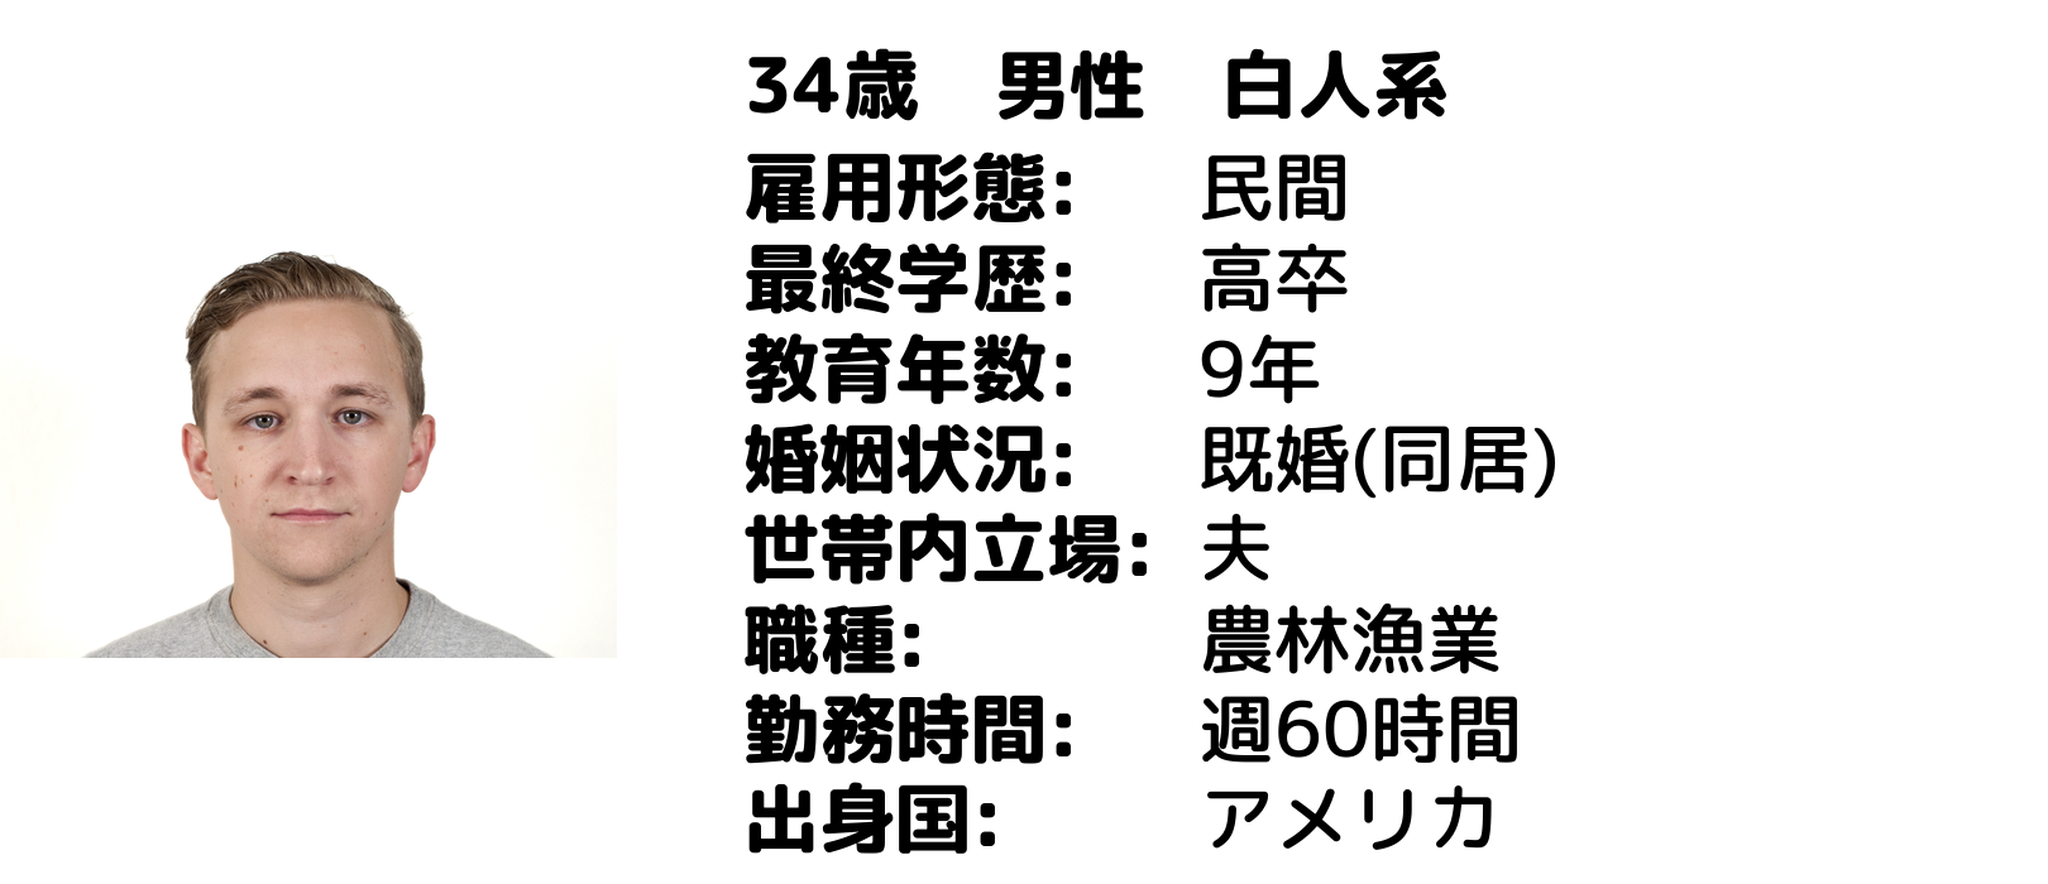 34歳　男性　白人系
雇用形態: 民間
最終学歴: 高卒
教育年数: 9年
婚姻状況: 既婚(同居)
世帯内立場: 夫
職種: 農林漁業
勤務時間: 週60時間
出身国: アメリカ